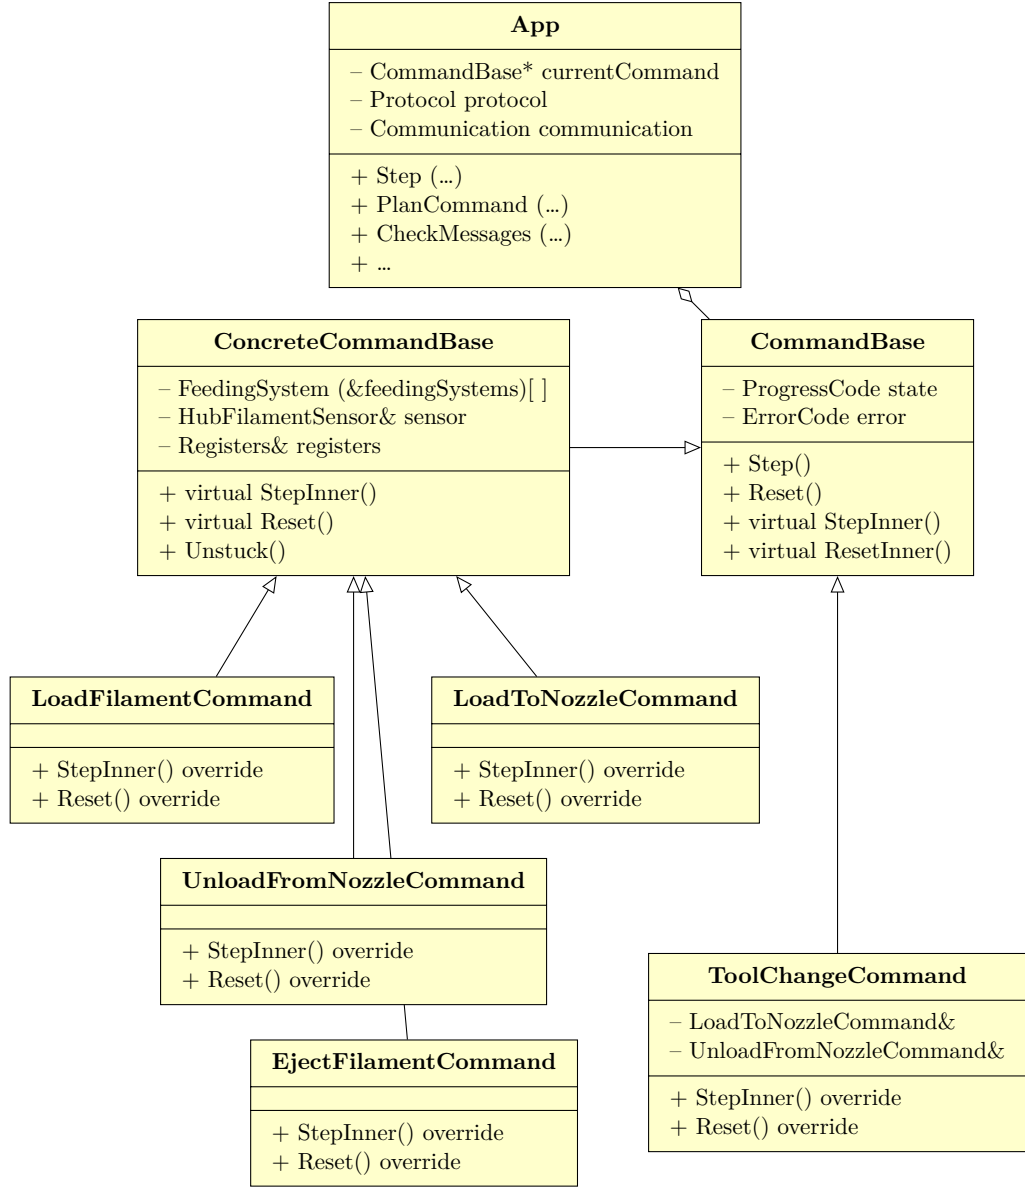 App
– CommandBase* currentCommand
– Protocol protocol
– Communication communication
+ Step (…)
+ PlanCommand (…)
+ CheckMessages (…)
+ …
ConcreteCommandBase
– FeedingSystem (&feedingSystems)[ ]
– HubFilamentSensor& sensor
– Registers& registers
+ virtual StepInner()
+ virtual Reset()
+ Unstuck()
CommandBase
– ProgressCode state
– ErrorCode error
+ Step()
+ Reset()
+ virtual StepInner()
+ virtual ResetInner()
LoadFilamentCommand
+ StepInner() override
+ Reset() override
LoadToNozzleCommand
+ StepInner() override
+ Reset() override
UnloadFromNozzleCommand
+ StepInner() override
+ Reset() override
ToolChangeCommand
– LoadToNozzleCommand&
– UnloadFromNozzleCommand&
+ StepInner() override
+ Reset() override
EjectFilamentCommand
+ StepInner() override
+ Reset() override